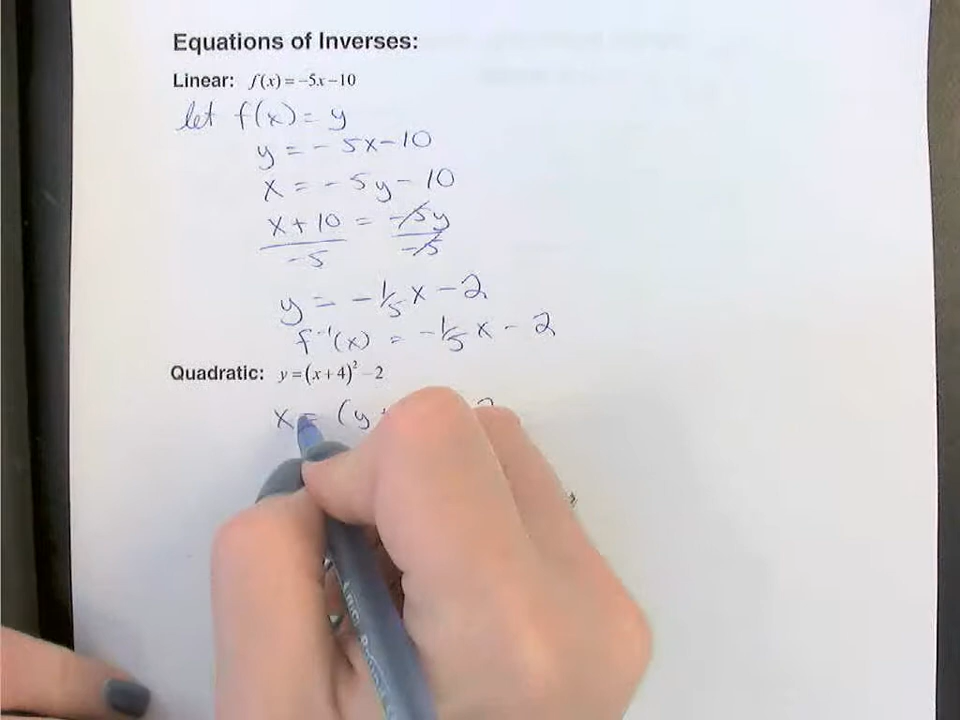 Equations of Inverses:
Linear: f(x) = -5x - 10
let f(x) = y
y = - 5x - 10
x = - 5y - 10
x + 10 = -5y
-5 -5
y = - 1/5 x - 2
f⁻¹(x) = - 1/5 x - 2
Quadratic: y = (x + 4)² - 2
x = (y